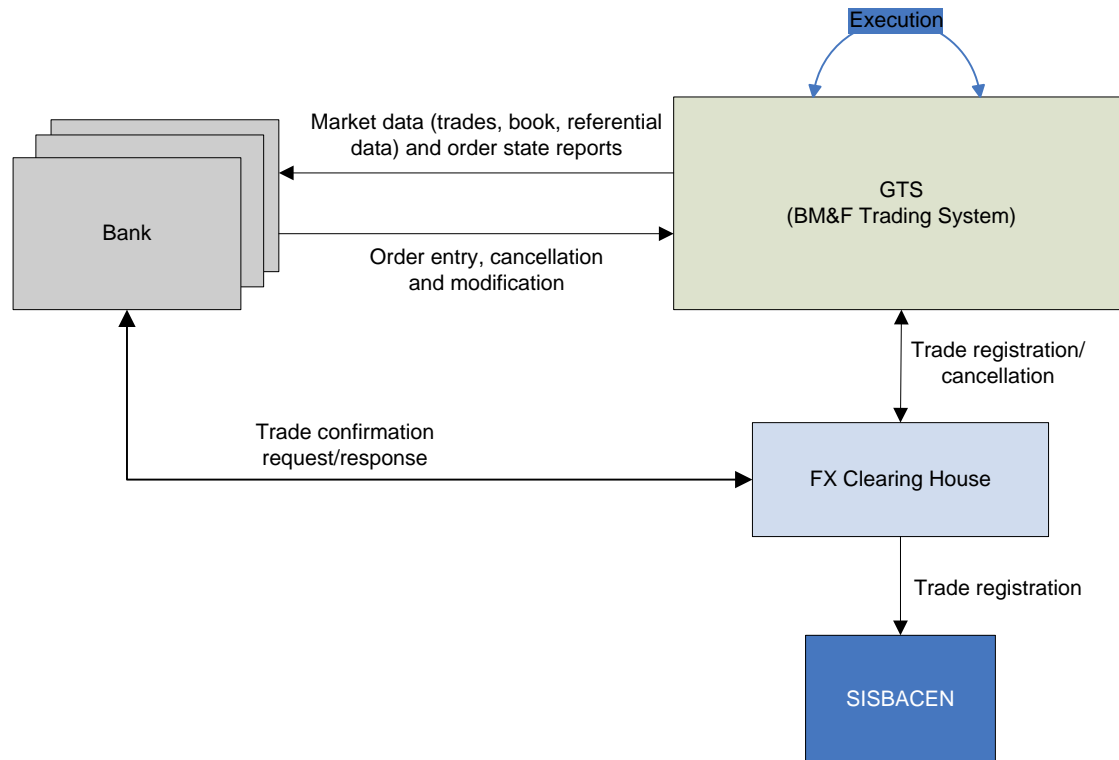 Execution
Market data (trades, book, referential
data) and order state reports
GTS
(BM&F Trading System)
Bank
Order entry, cancellation
and modification
Trade registration/
cancellation
Trade confirmation
request/response
FX Clearing House
Trade registration
SISBACEN